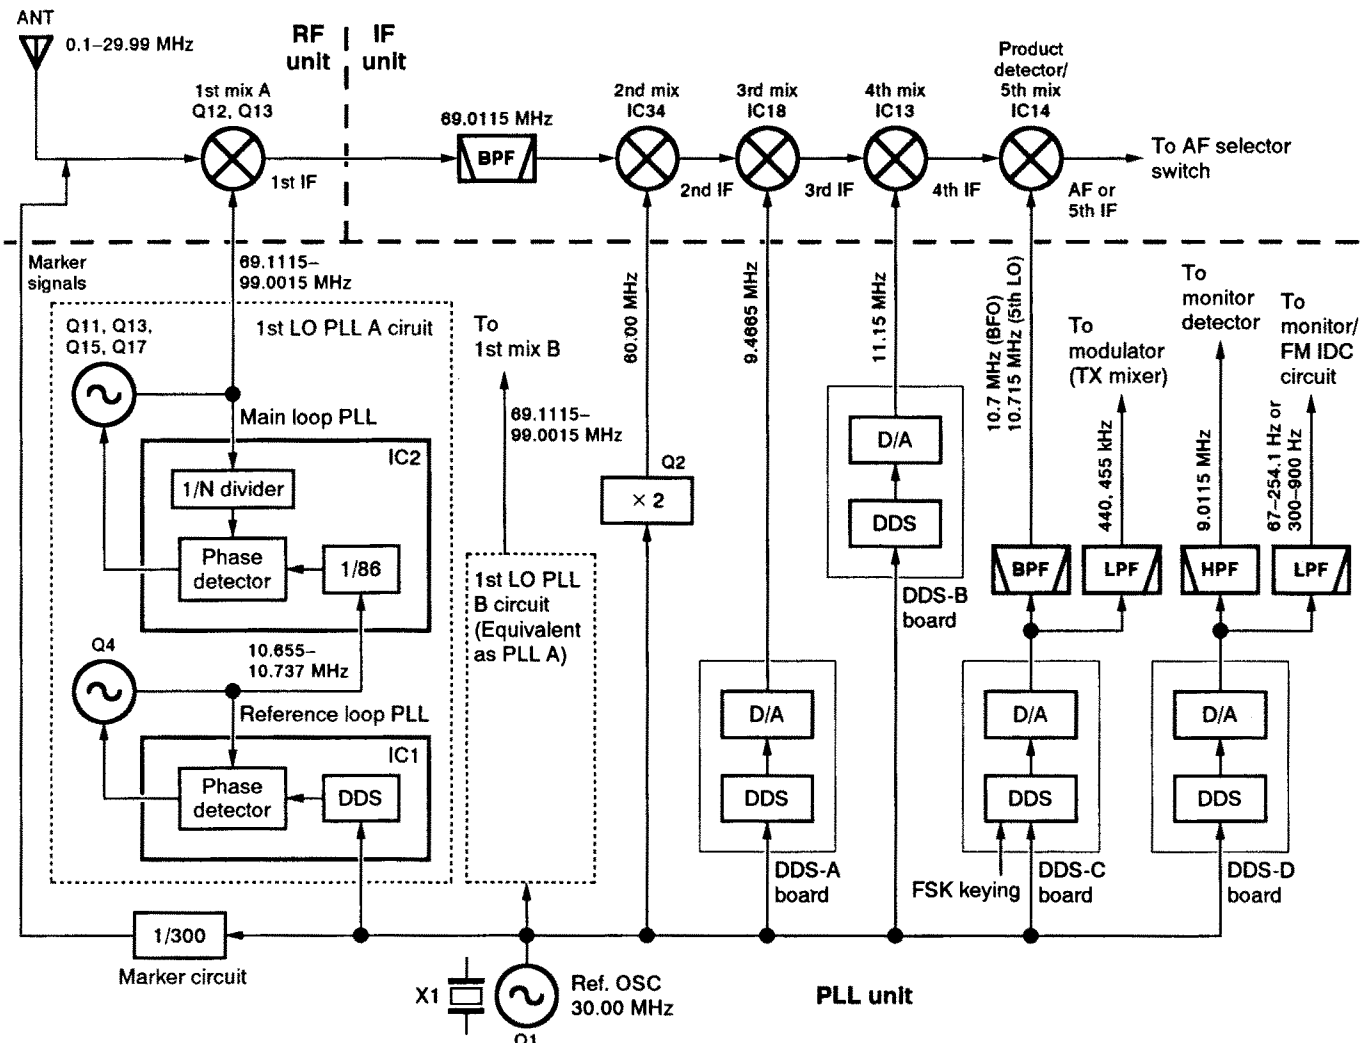 ANT
0.1–29.99 MHz
RF
unit
IF
unit
1st mix A
Q12, Q13
1st IF
69.0115 MHz
BPF
2nd mix
IC34
2nd IF
3rd mix
IC18
3rd IF
4th mix
IC13
4th IF
Product
detector/
5th mix
IC14
AF or
5th IF
To AF selector
switch
Marker
signals
69.1115–
99.0015 MHz
Q11, Q13,
Q15, Q17
1st LO PLL A ciruit
Main loop PLL
IC2
1/N divider
Phase
detector
1/86
Q4
10.655–
10.737 MHz
Reference loop PLL
IC1
Phase
detector
DDS
To
1st mix B
69.1115–
99.0015 MHz
1st LO PLL
B circuit
(Equivalent
as PLL A)
60.00 MHz
Q2
× 2
9.4665 MHz
D/A
DDS
DDS-A
board
11.15 MHz
D/A
DDS
DDS-B
board
10.7 MHz (BFO)
10.715 MHz (5th LO)
BPF
To
modulator
(TX mixer)
440, 455 kHz
LPF
D/A
DDS
FSK keying
DDS-C
board
To
monitor
detector
9.0115 MHz
HPF
To
monitor/
FM IDC
circuit
67–254.1 Hz or
300–900 Hz
LPF
D/A
DDS
DDS-D
board
1/300
Marker circuit
X1
Ref. OSC
30.00 MHz
Q1
PLL unit